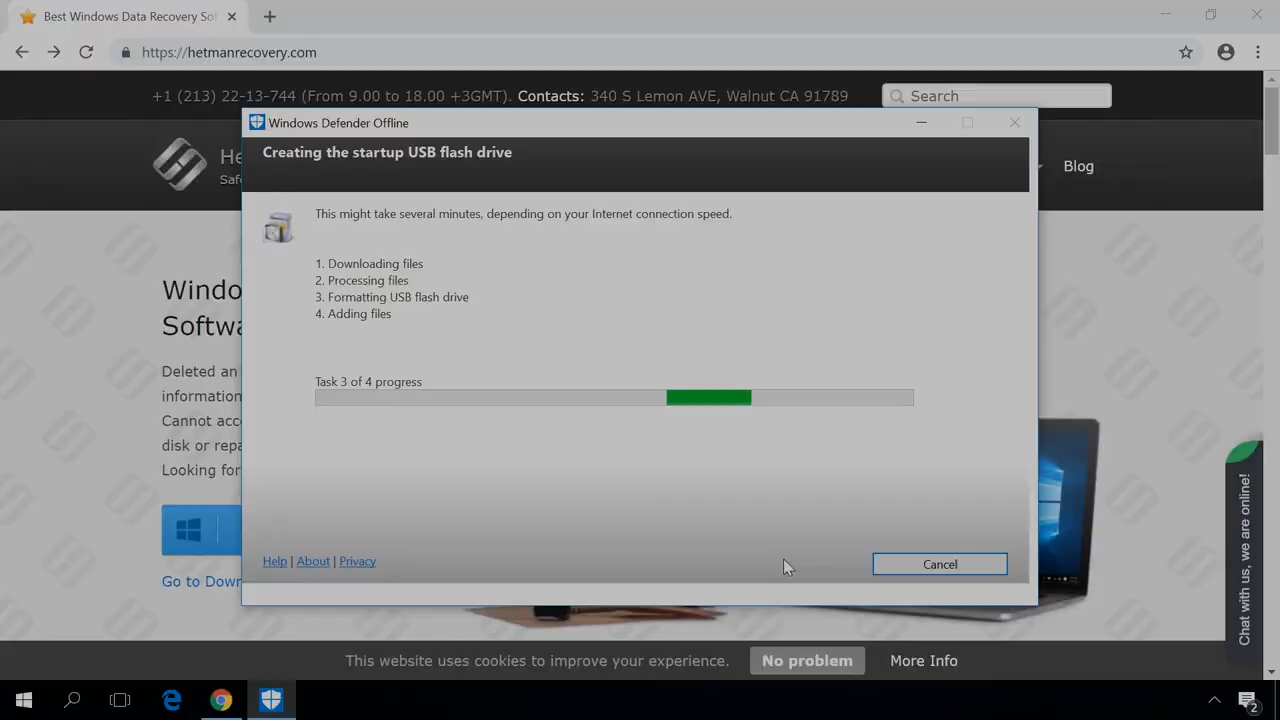 Best Windows Data Recovery Sof
https://hetmanrecovery.com
+1 (213) 22-13-744 (From 9.00 to 18.00 +3GMT). Contacts: 340 S Lemon AVE, Walnut CA 91789
Search
Windows Defender Offline
Creating the startup USB flash drive
He
Safe
Blog
This might take several minutes, depending on your Internet connection speed.
1. Downloading files
2. Processing files
3. Formatting USB flash drive
4. Adding files
Windo
Softwa
Deleted an
information
Cannot acc
disk or repa
Looking for
Task 3 of 4 progress
Help | About | Privacy
Cancel
Go to Down
Chat with us, we are online!
This website uses cookies to improve your experience.
No problem
More Info
2